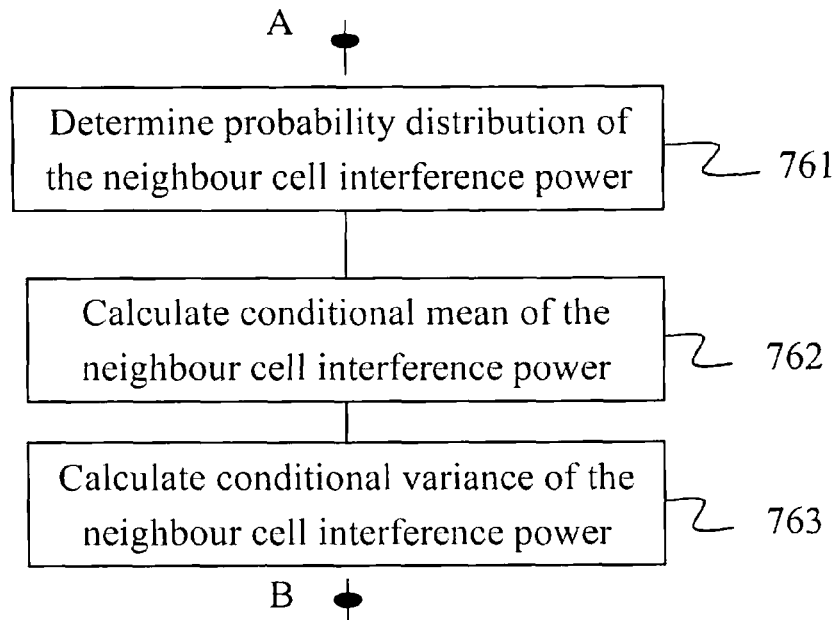 A
Determine probability distribution of
the neighbour cell interference power
761
Calculate conditional mean of the
neighbour cell interference power
762
Calculate conditional variance of the
neighbour cell interference power
763
B